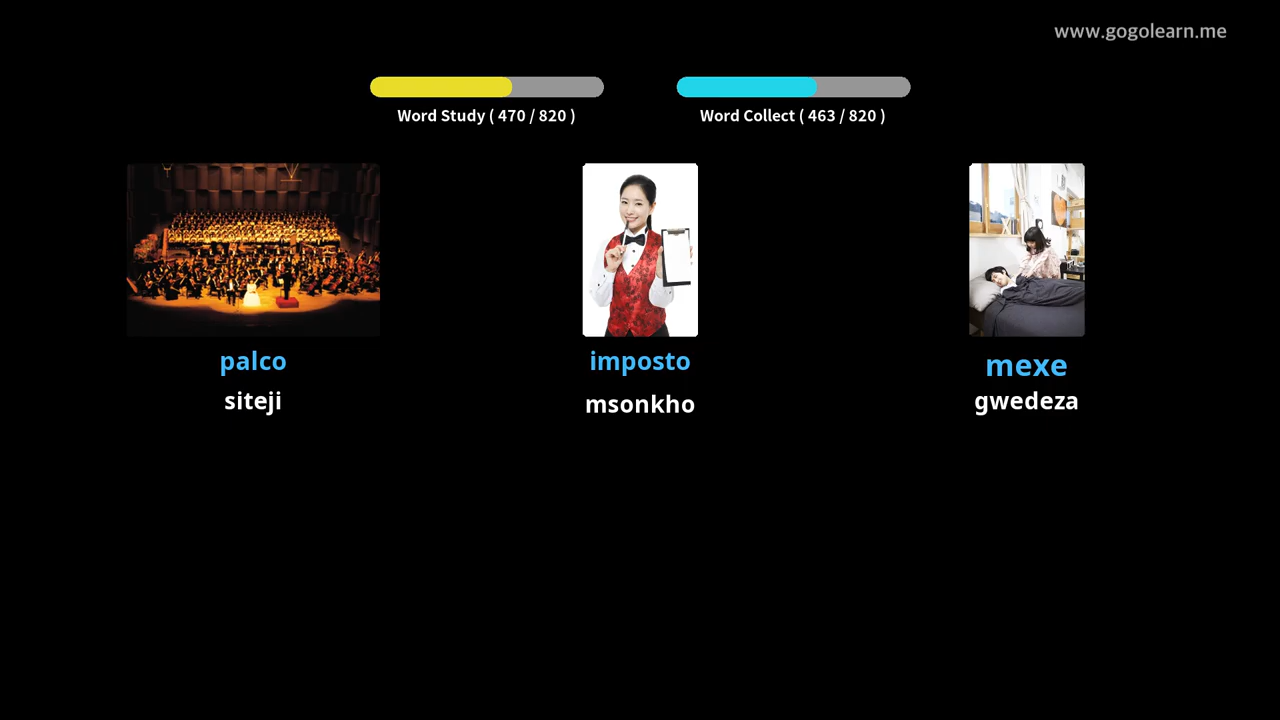 www.gogolearn.me
Word Study ( 470 / 820 )
Word Collect ( 463 / 820 )
palco
imposto
mexe
siteji
msonkho
gwedeza